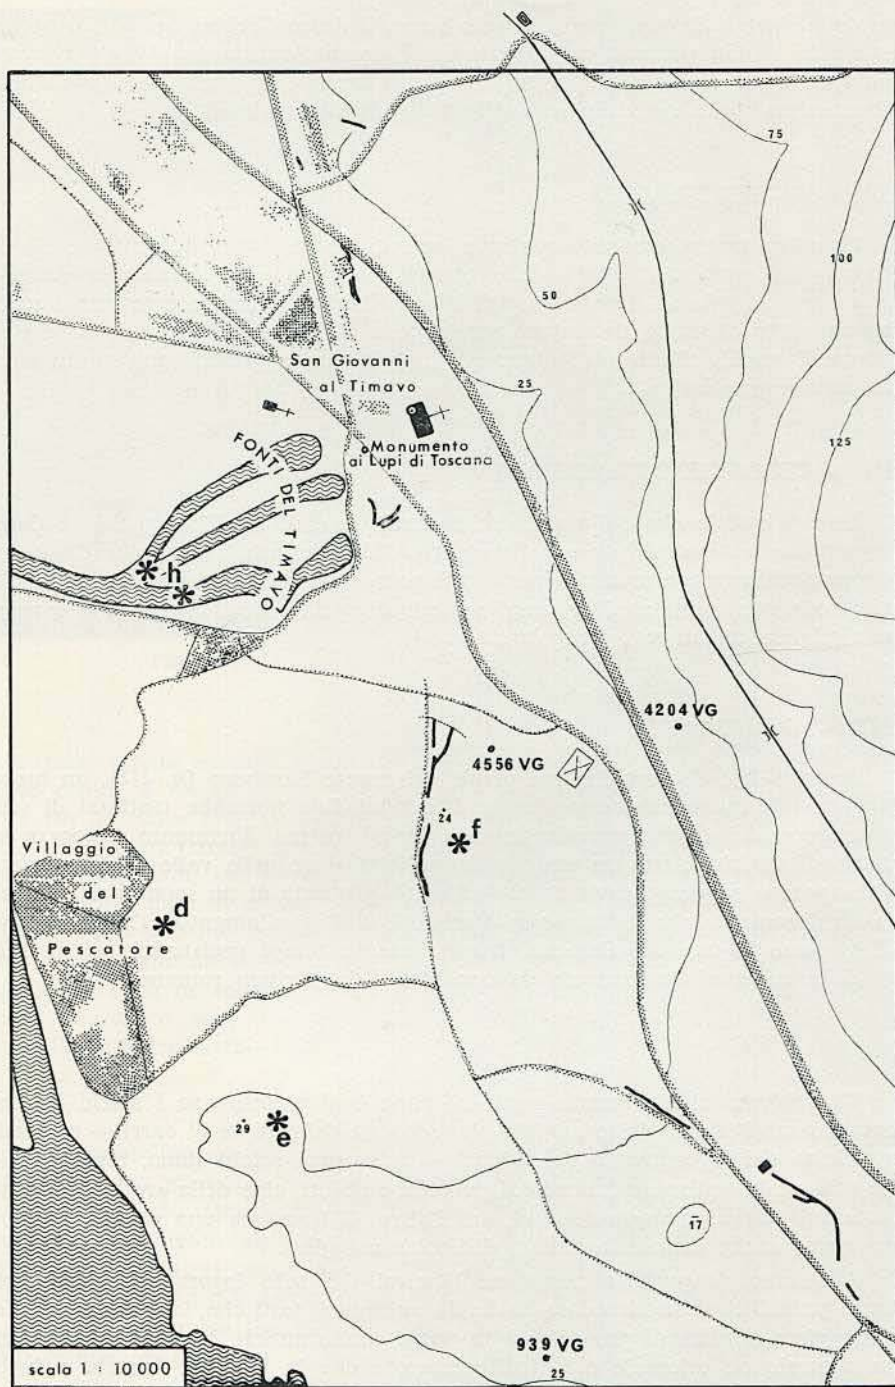 75
100
50
San Giovanni
al Timavo
25
125
Monumento
ai Lupi di Toscana
FONTI DEL TIMAVO
h
4204 VG
4556 VG
24
f
Villaggio
del
d
Pescatore
29
e
17
939 VG
25
scala 1 : 10 000